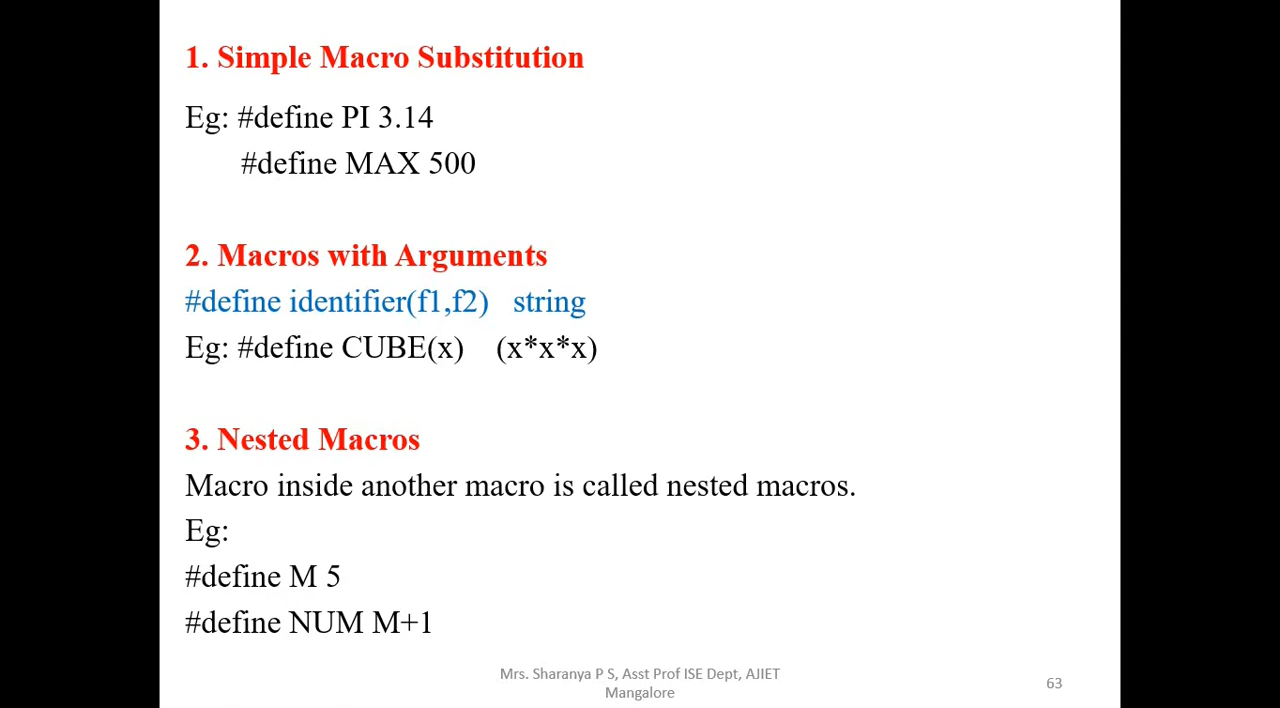 1. Simple Macro Substitution
Eg: #define PI 3.14
#define MAX 500
2. Macros with Arguments
#define identifier(f1,f2) string
Eg: #define CUBE(x) (x*x*x)
3. Nested Macros
Macro inside another macro is called nested macros.
Eg:
#define M 5
#define NUM M+1
Mrs. Sharanya P S, Asst Prof ISE Dept, AJIET
Mangalore
63